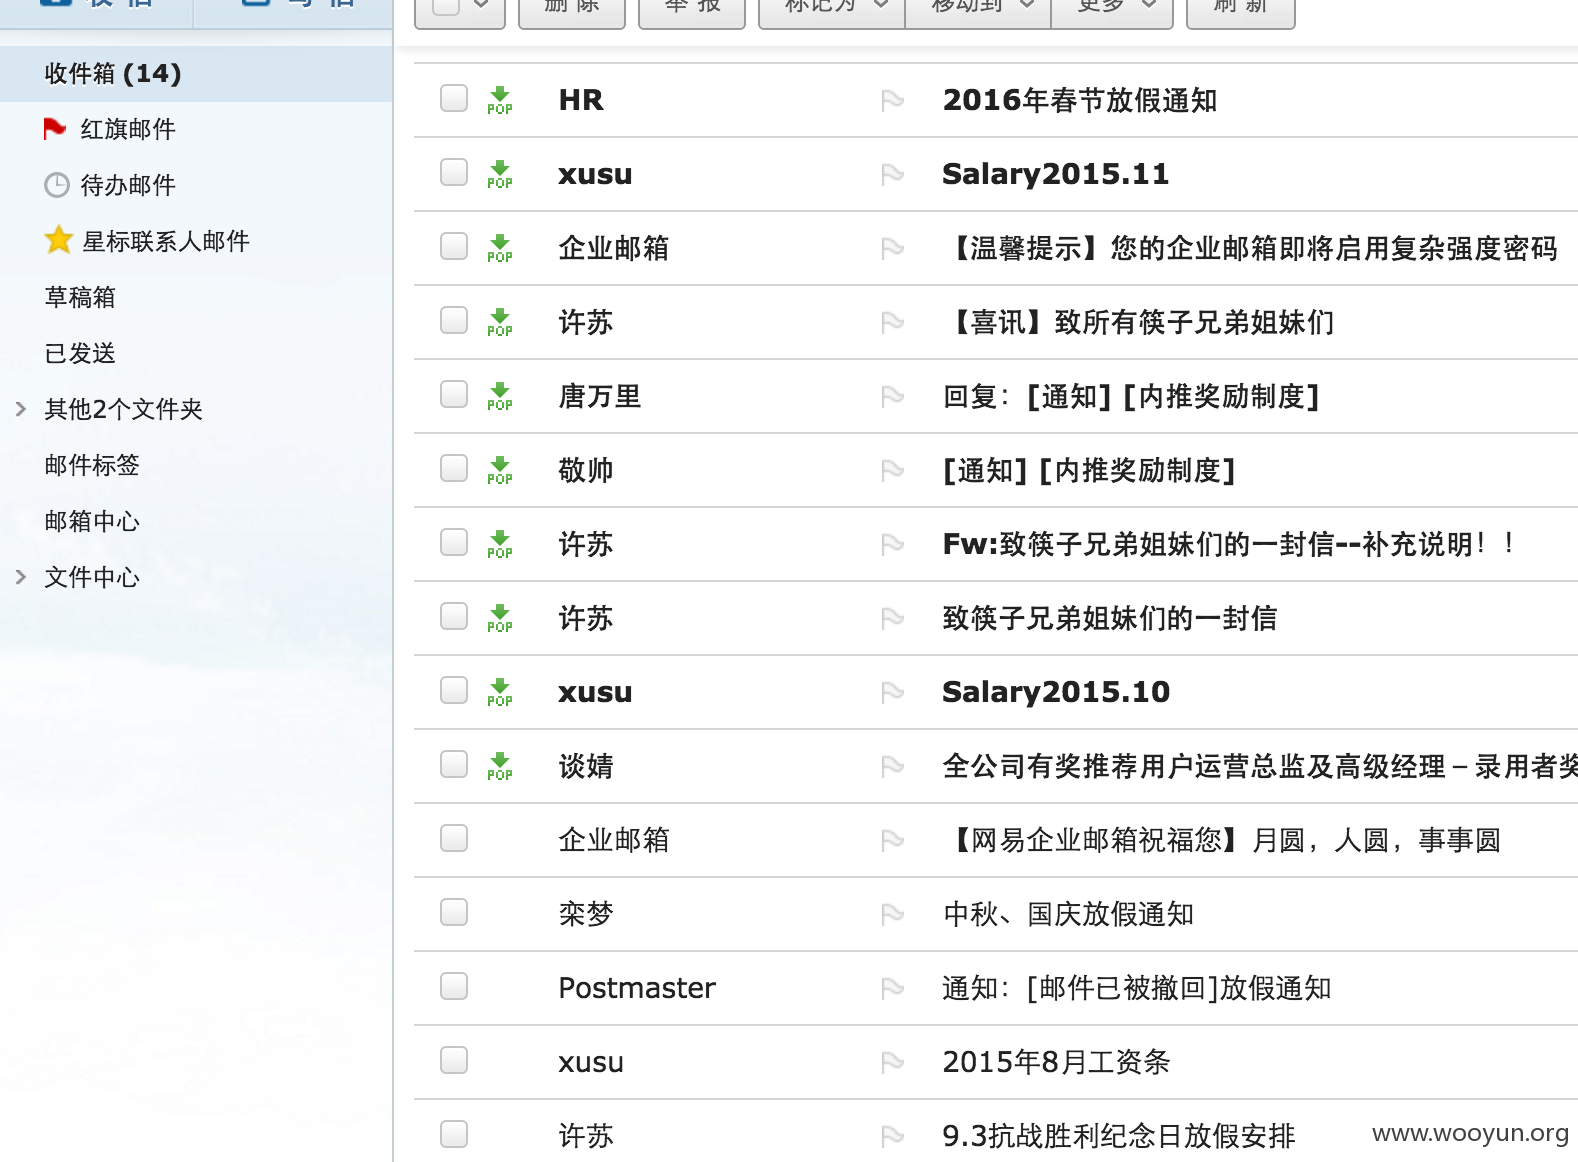 收 信
写 信
删 除
举 报
标记为
移动到
更多
刷 新
收件箱 (14)
红旗邮件
待办邮件
星标联系人邮件
草稿箱
已发送
其他2个文件夹
邮件标签
邮箱中心
文件中心
POP HR 2016年春节放假通知
POP xusu Salary2015.11
POP 企业邮箱 【温馨提示】您的企业邮箱即将启用复杂强度密码
POP 许苏 【喜讯】致所有筷子兄弟姐妹们
POP 唐万里 回复：[通知] [内推奖励制度]
POP 敬帅 [通知] [内推奖励制度]
POP 许苏 Fw:致筷子兄弟姐妹们的一封信--补充说明！！
POP 许苏 致筷子兄弟姐妹们的一封信
POP xusu Salary2015.10
POP 谈婧 全公司有奖推荐用户运营总监及高级经理－录用者奖
企业邮箱 【网易企业邮箱祝福您】月圆，人圆，事事圆
栾梦 中秋、国庆放假通知
Postmaster 通知：[邮件已被撤回]放假通知
xusu 2015年8月工资条
许苏 9.3抗战胜利纪念日放假安排
www.wooyun.org